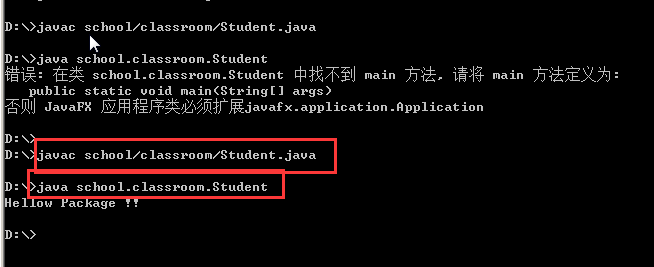 D:\>javac school/classroom/Student.java
D:\>java school.classroom.Student
错误: 在类 school.classroom.Student 中找不到 main 方法, 请将 main 方法定义为:
public static void main(String[] args)
否则 JavaFX 应用程序类必须扩展javafx.application.Application
D:\>
D:\>javac school/classroom/Student.java
D:\>java school.classroom.Student
Hellow Package !!
D:\>